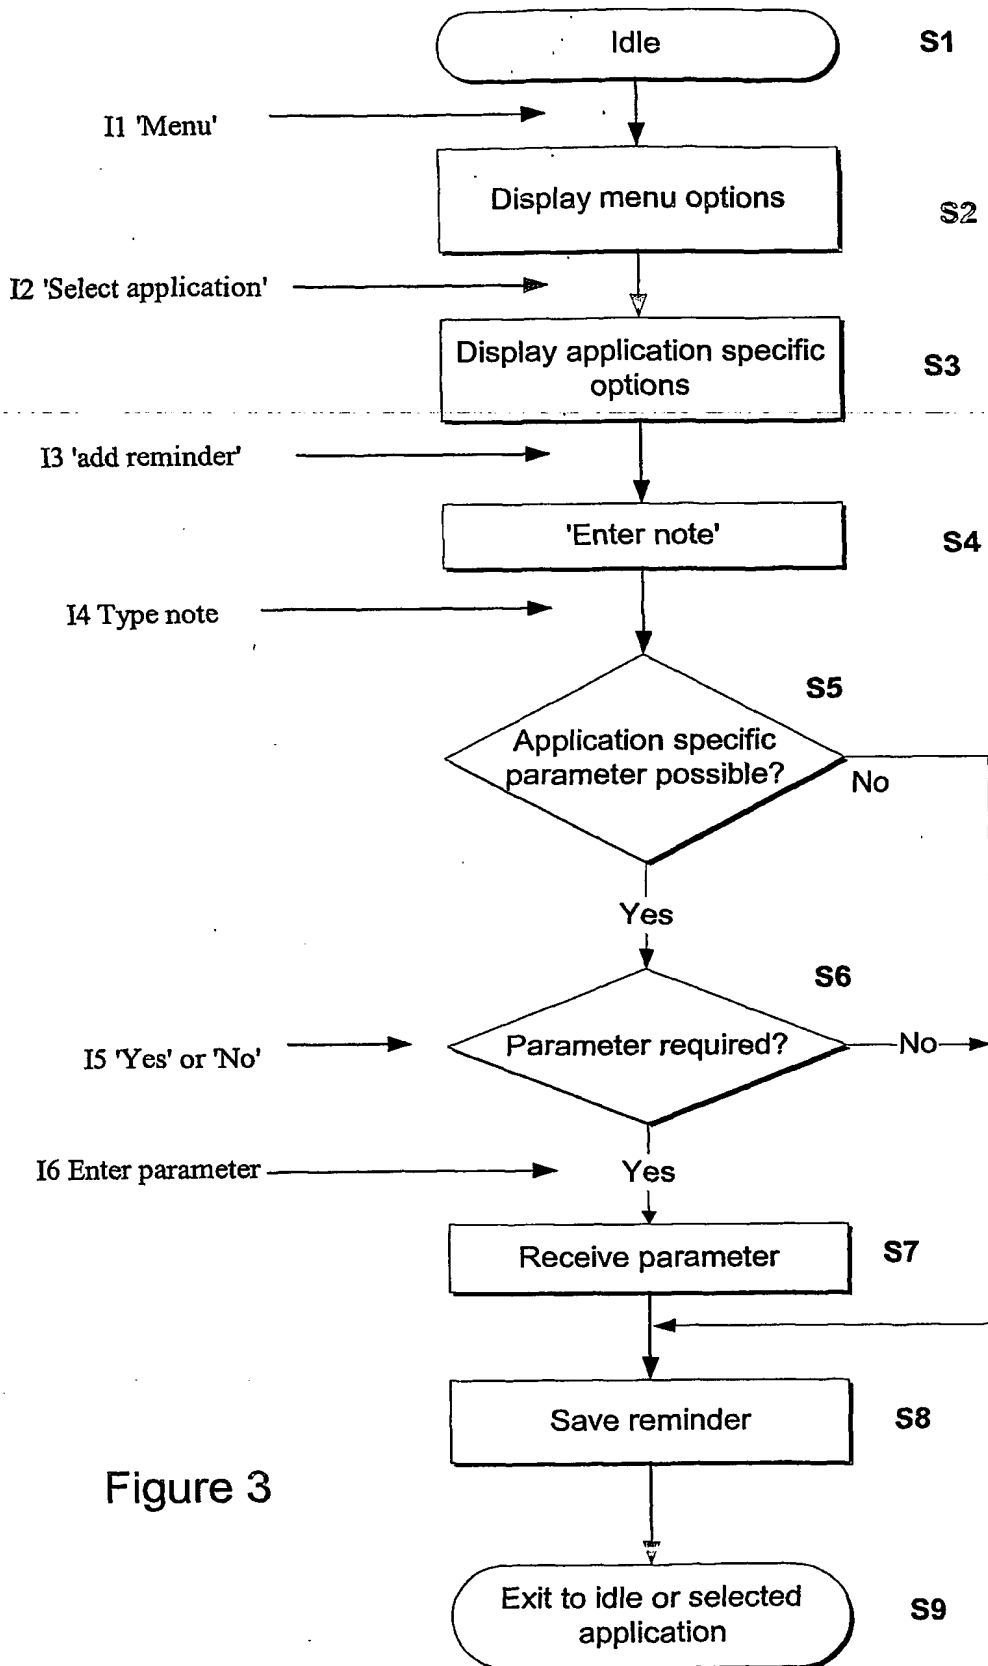 Idle
S1
I1 'Menu'
Display menu options
S2
I2 'Select application'
Display application specific
options
S3
I3 'add reminder'
'Enter note'
S4
I4 Type note
S5
Application specific
parameter possible?
No
Yes
S6
I5 'Yes' or 'No'
Parameter required?
No
I6 Enter parameter
Yes
Receive parameter
S7
Save reminder
S8
Figure 3
Exit to idle or selected
application
S9